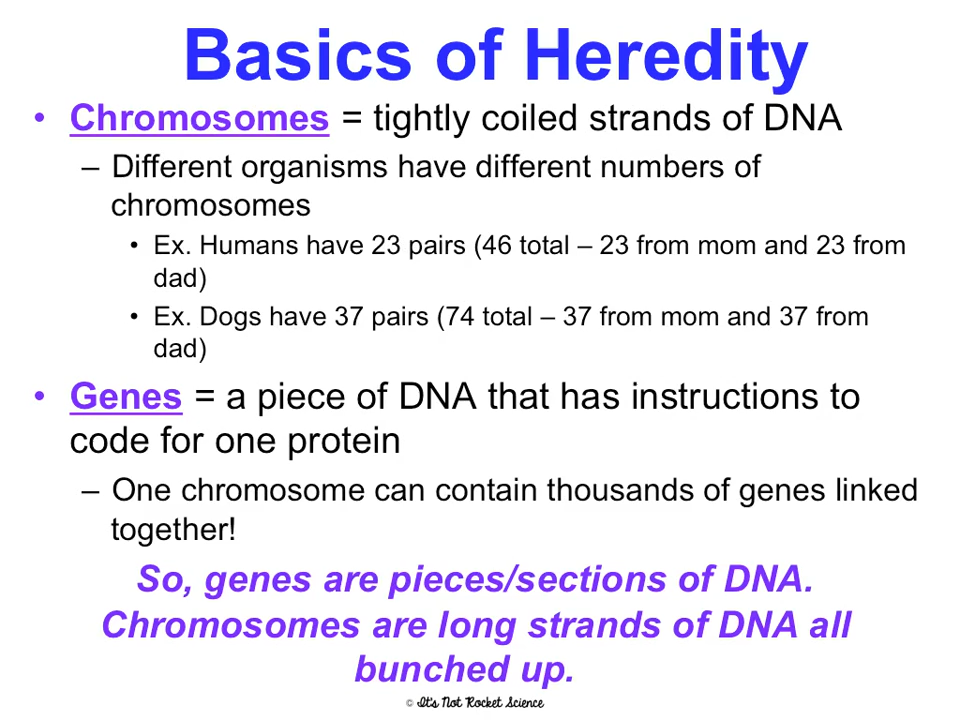 Basics of Heredity
• Chromosomes = tightly coiled strands of DNA
– Different organisms have different numbers of
chromosomes
• Ex. Humans have 23 pairs (46 total – 23 from mom and 23 from
dad)
• Ex. Dogs have 37 pairs (74 total – 37 from mom and 37 from
dad)
• Genes = a piece of DNA that has instructions to
code for one protein
– One chromosome can contain thousands of genes linked
together!
So, genes are pieces/sections of DNA.
Chromosomes are long strands of DNA all
bunched up.
© It's Not Rocket Science